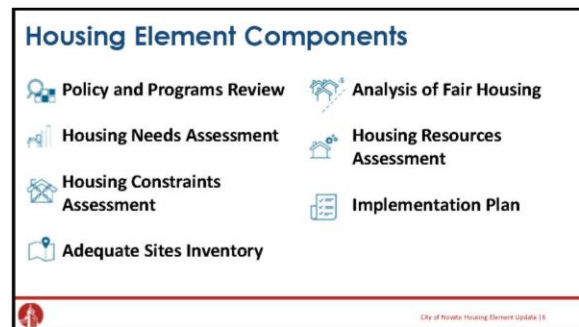 Housing Element Components
Policy and Programs Review
Housing Needs Assessment
Housing Constraints
Assessment
Adequate Sites Inventory
Analysis of Fair Housing
Housing Resources
Assessment
Implementation Plan
City of Novato Housing Element Update |6